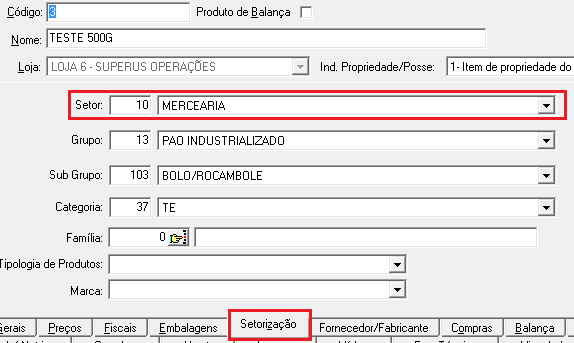 Código: 3 Produto de Balança
Nome: TESTE 500G
Loja: LOJA 6 - SUPERUS OPERAÇÕES Ind. Propriedade/Posse: 1- Item de propriedade do
Setor: 10 MERCEARIA
Grupo: 13 PAO INDUSTRIALIZADO
Sub Grupo: 103 BOLO/ROCAMBOLE
Categoria: 37 TE
Família: 0
Tipologia de Produtos:
Marca:
Gerais Preços Fiscais Embalagens Setorização Fornecedor/Fabricante Compras Balança